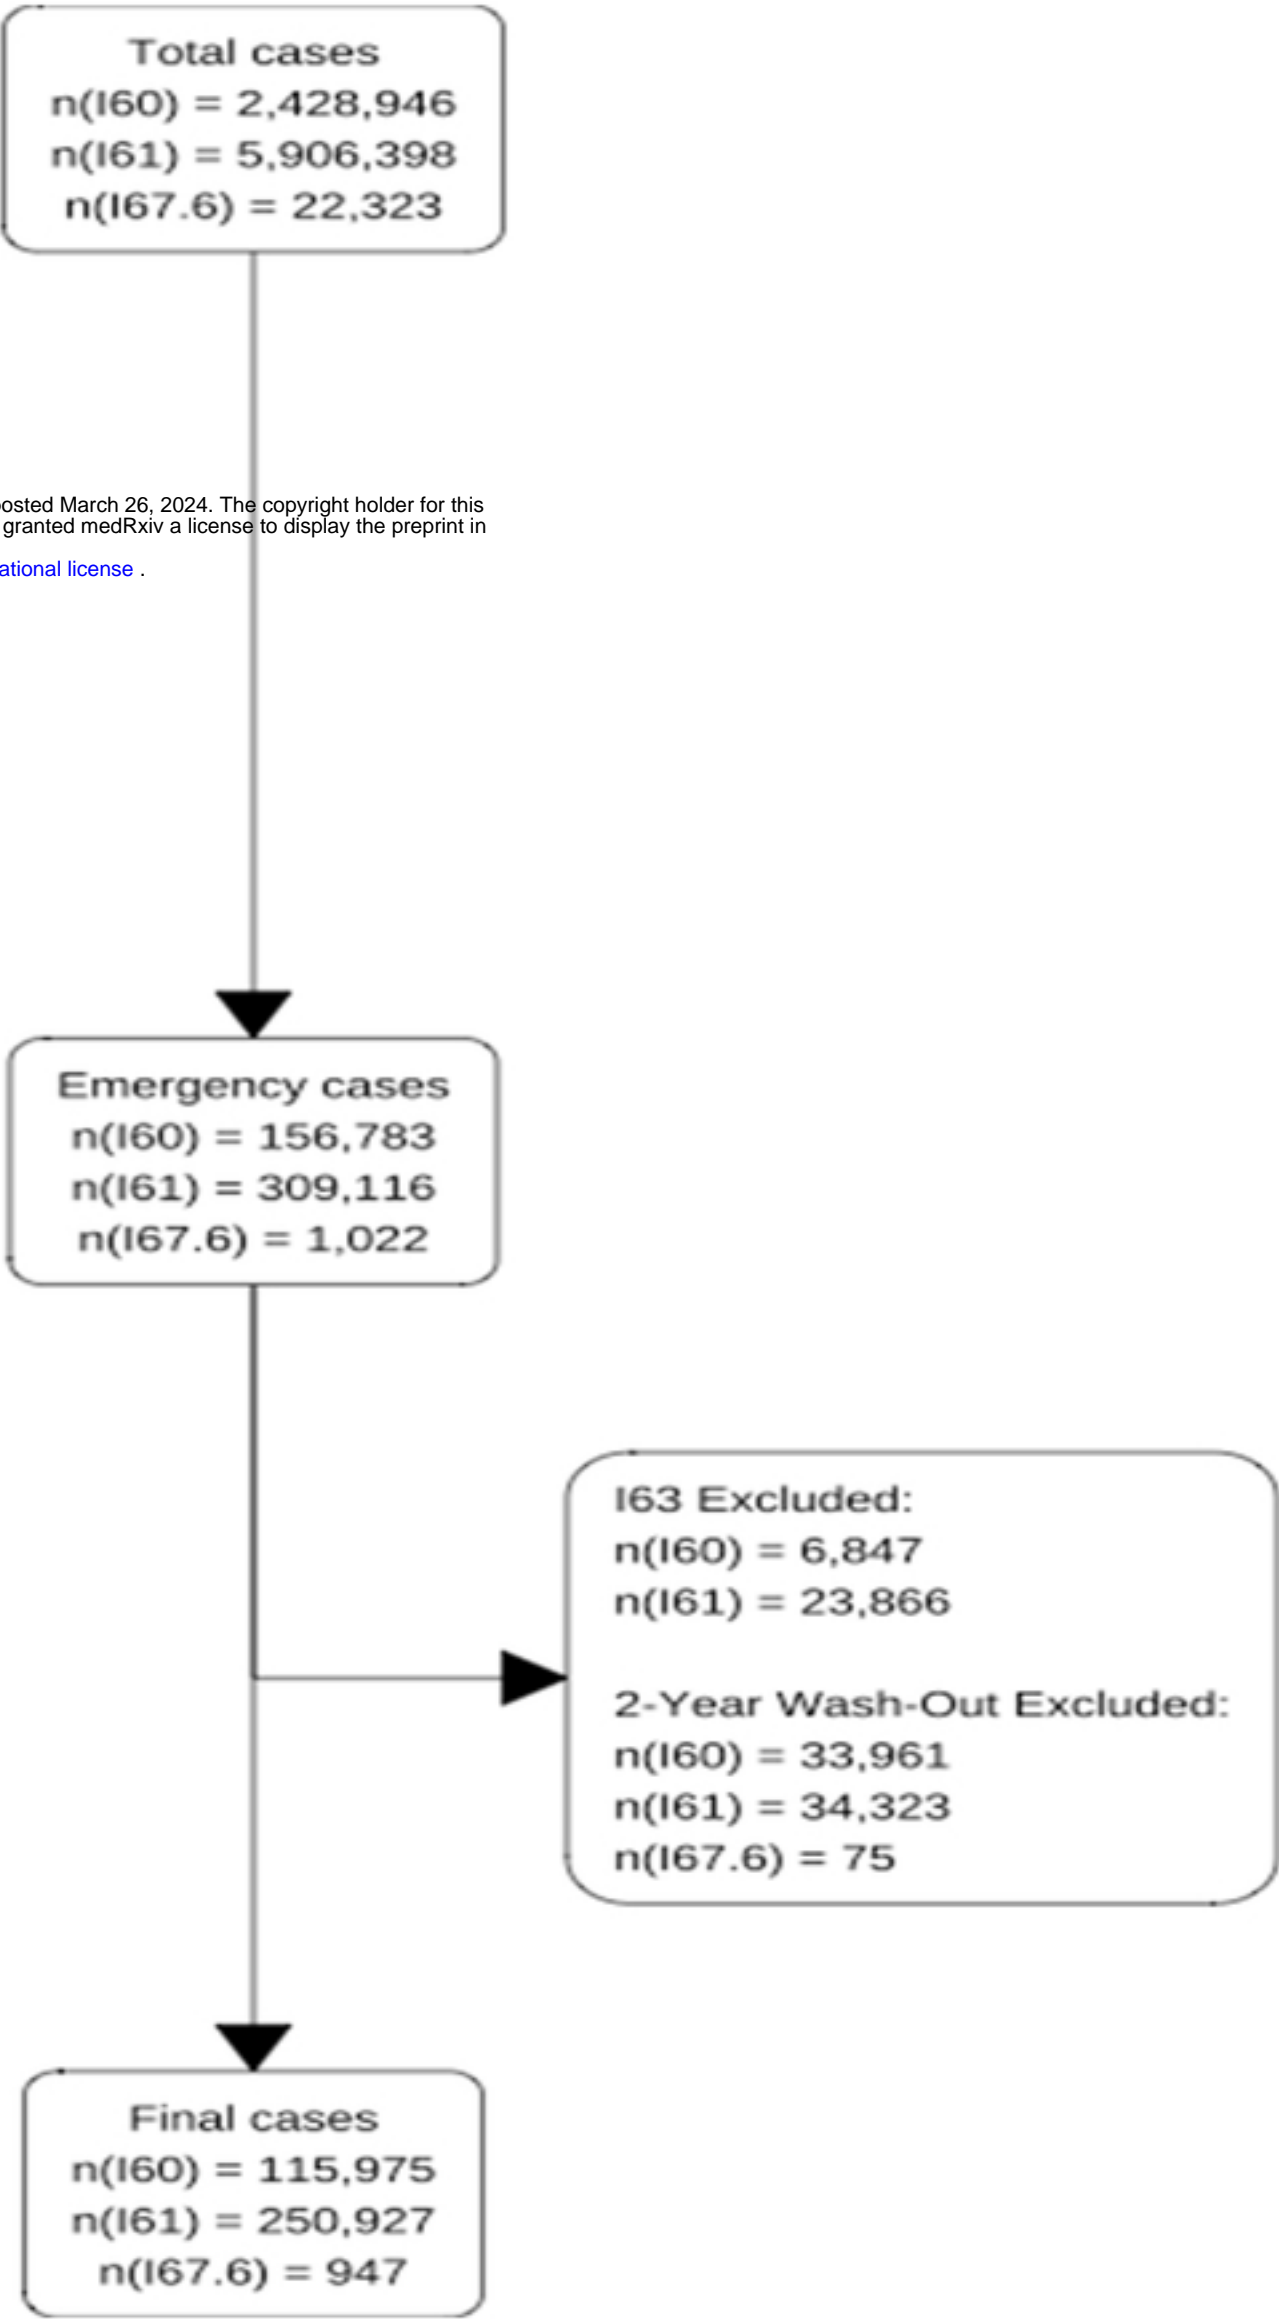 Total cases
n(I60) = 2,428,946
n(I61) = 5,906,398
n(I67.6) = 22,323
osted March 26, 2024. The copyright holder for this
granted medRxiv a license to display the preprint in
ational license .
Emergency cases
n(I60) = 156,783
n(I61) = 309,116
n(I67.6) = 1,022
I63 Excluded:
n(I60) = 6,847
n(I61) = 23,866
2-Year Wash-Out Excluded:
n(I60) = 33,961
n(I61) = 34,323
n(I67.6) = 75
Final cases
n(I60) = 115,975
n(I61) = 250,927
n(I67.6) = 947